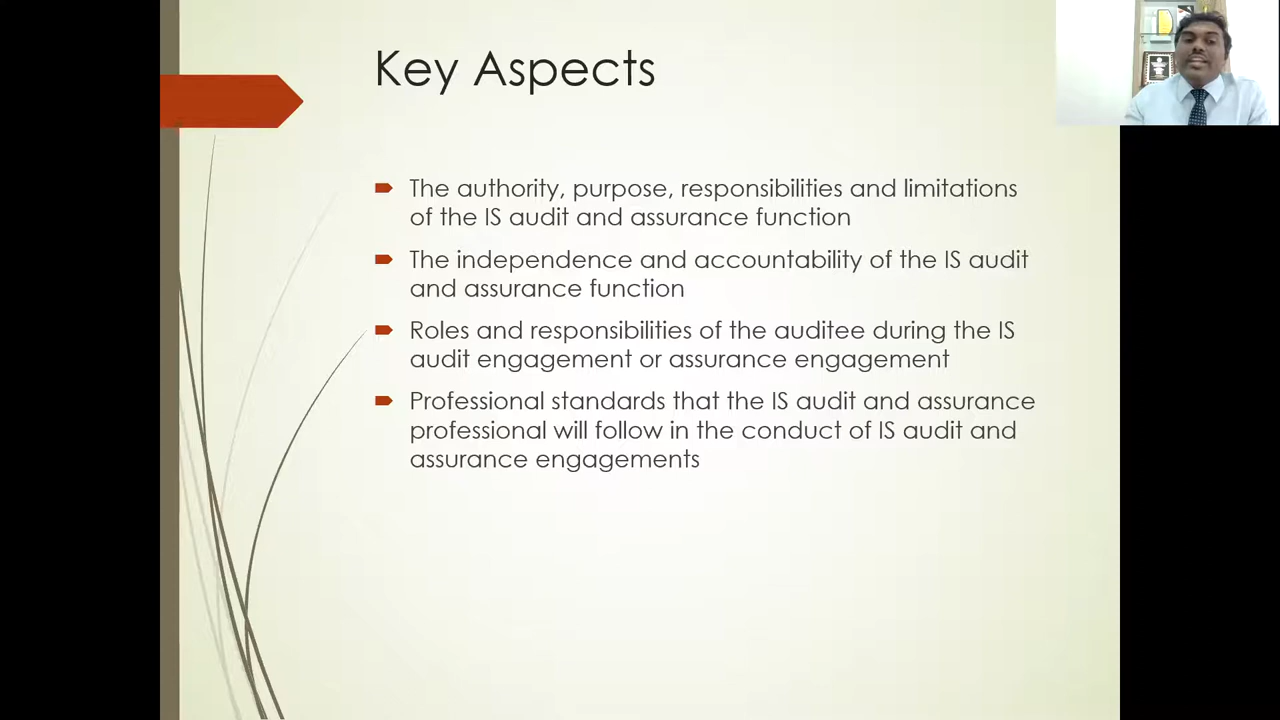 Key Aspects
The authority, purpose, responsibilities and limitations
of the IS audit and assurance function
The independence and accountability of the IS audit
and assurance function
Roles and responsibilities of the auditee during the IS
audit engagement or assurance engagement
Professional standards that the IS audit and assurance
professional will follow in the conduct of IS audit and
assurance engagements